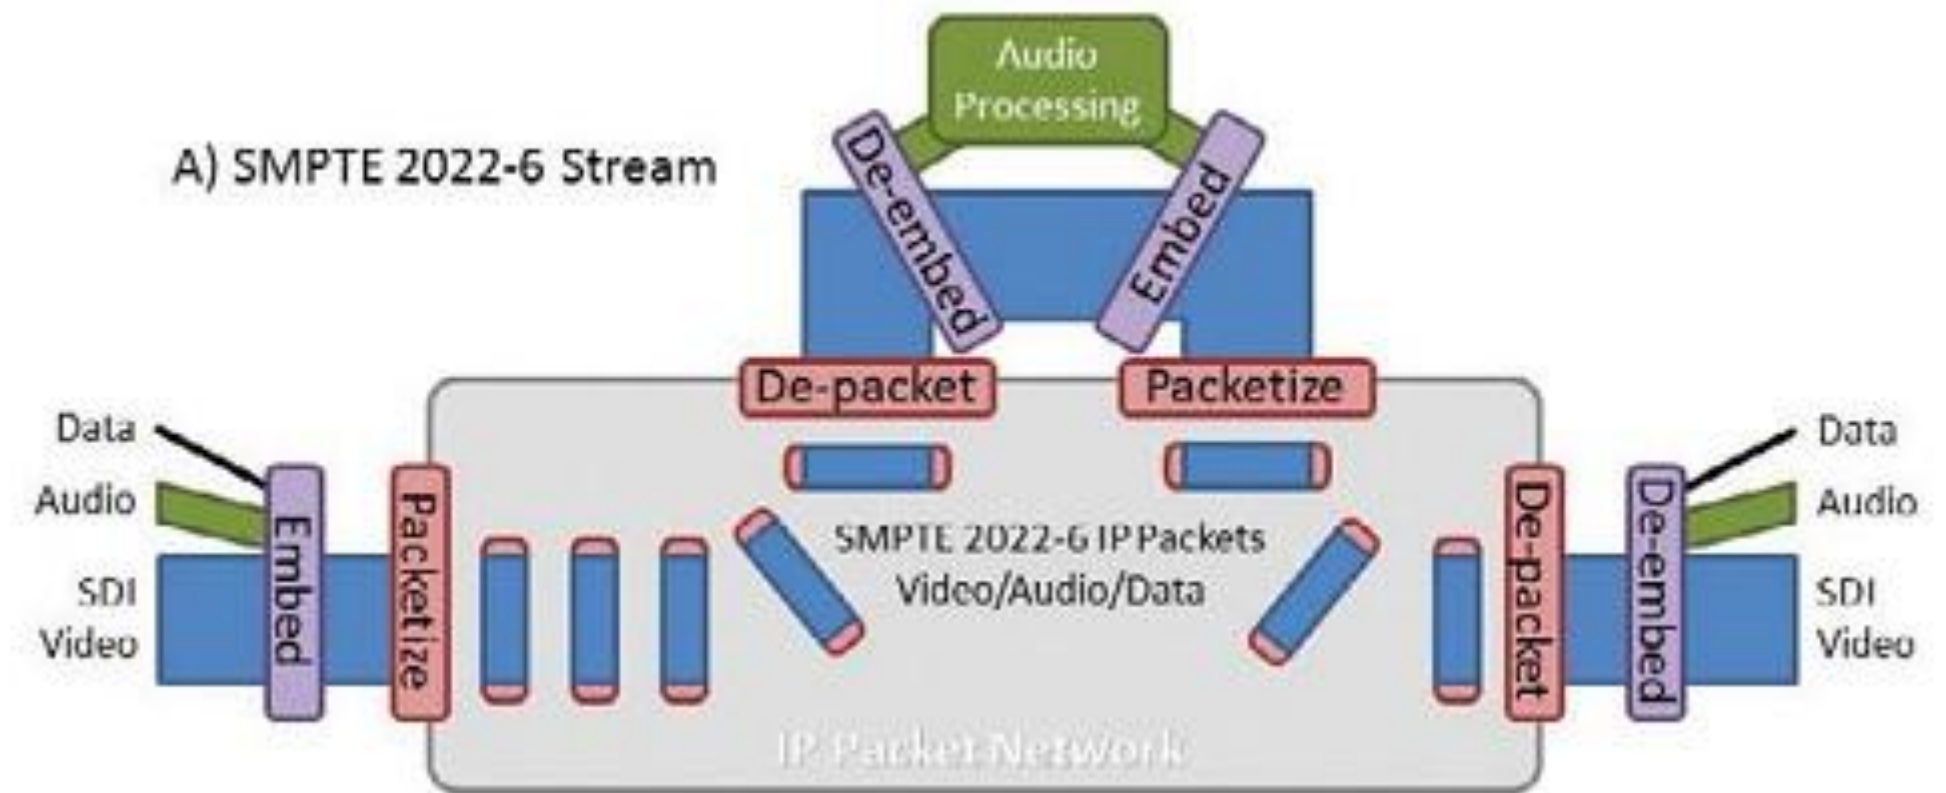 Audio
Processing
A) SMPTE 2022-6 Stream
De-embed
Embed
De-packet
Packetize
Data
Audio
SDI
Video
Embed
Packetize
SMPTE 2022-6 IP Packets
Video/Audio/Data
De-packet
De-embed
Data
Audio
SDI
Video
IP Packet Network